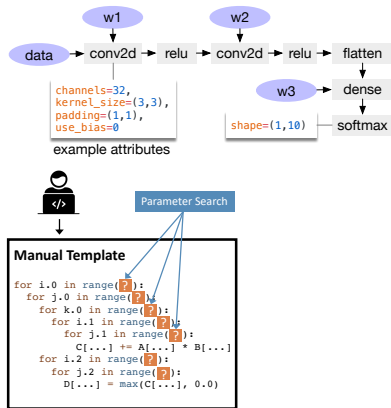 w1
w2
data
conv2d
relu
conv2d
relu
flatten
channels=32,
kernel_size=(3,3),
padding=(1,1),
use_bias=0
example attributes
w3
dense
shape=(1,10)
softmax
</>
Parameter Search
Manual Template
for i.0 in range(?):
for j.0 in range(?):
for k.0 in range(?):
for i.1 in range(?):
for j.1 in range(?):
C[...] += A[...] * B[...]
for i.2 in range(?):
for j.2 in range(?):
D[...] = max(C[...], 0.0)